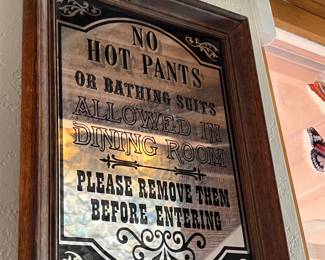 NO
HOT PANTS
OR BATHING SUITS
ALLOWED IN
DINING ROOM
PLEASE REMOVE THEM
BEFORE ENTERING